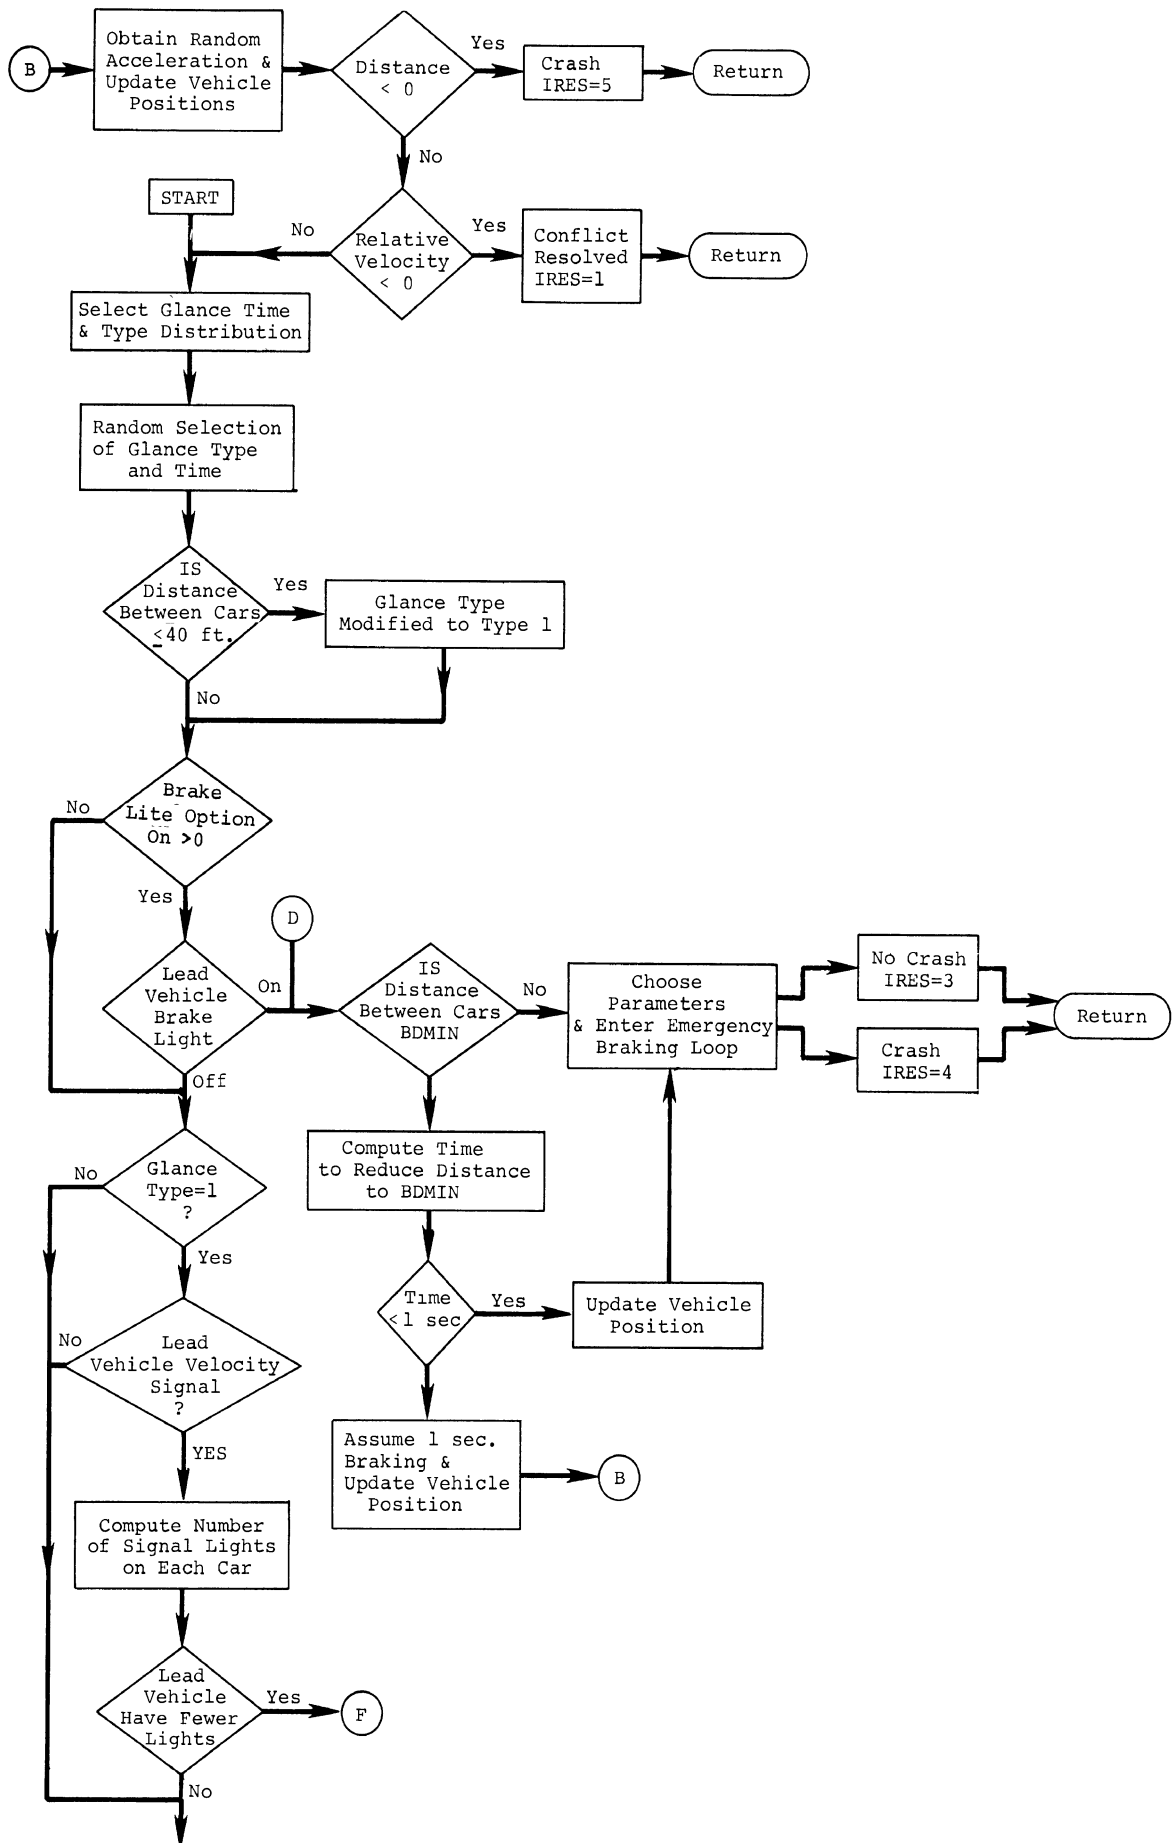 B
Obtain Random
Acceleration &
Update Vehicle
Positions
Distance
< 0
Yes
Crash
IRES=5
Return
No
START
No
Relative
Velocity
< 0
Yes
Conflict
Resolved
IRES=1
Return
Select Glance Time
& Type Distribution
Random Selection
of Glance Type
and Time
IS
Distance
Between Cars
≤40 ft.
Yes
Glance Type
Modified to Type 1
No
Brake
Lite Option
On >0
No
Yes
Lead
Vehicle
Brake
Light
On
D
Off
IS
Distance
Between Cars
BDMIN
No
Choose
Parameters
& Enter Emergency
Braking Loop
No Crash
IRES=3
Crash
IRES=4
Return
Compute Time
to Reduce Distance
to BDMIN
Time
<1 sec
Yes
Update Vehicle
Position
Assume 1 sec.
Braking &
Update Vehicle
Position
B
Glance
Type=1
?
No
Yes
Lead
Vehicle Velocity
Signal
?
No
YES
Compute Number
of Signal Lights
on Each Car
Lead
Vehicle
Have Fewer
Lights
Yes
F
No